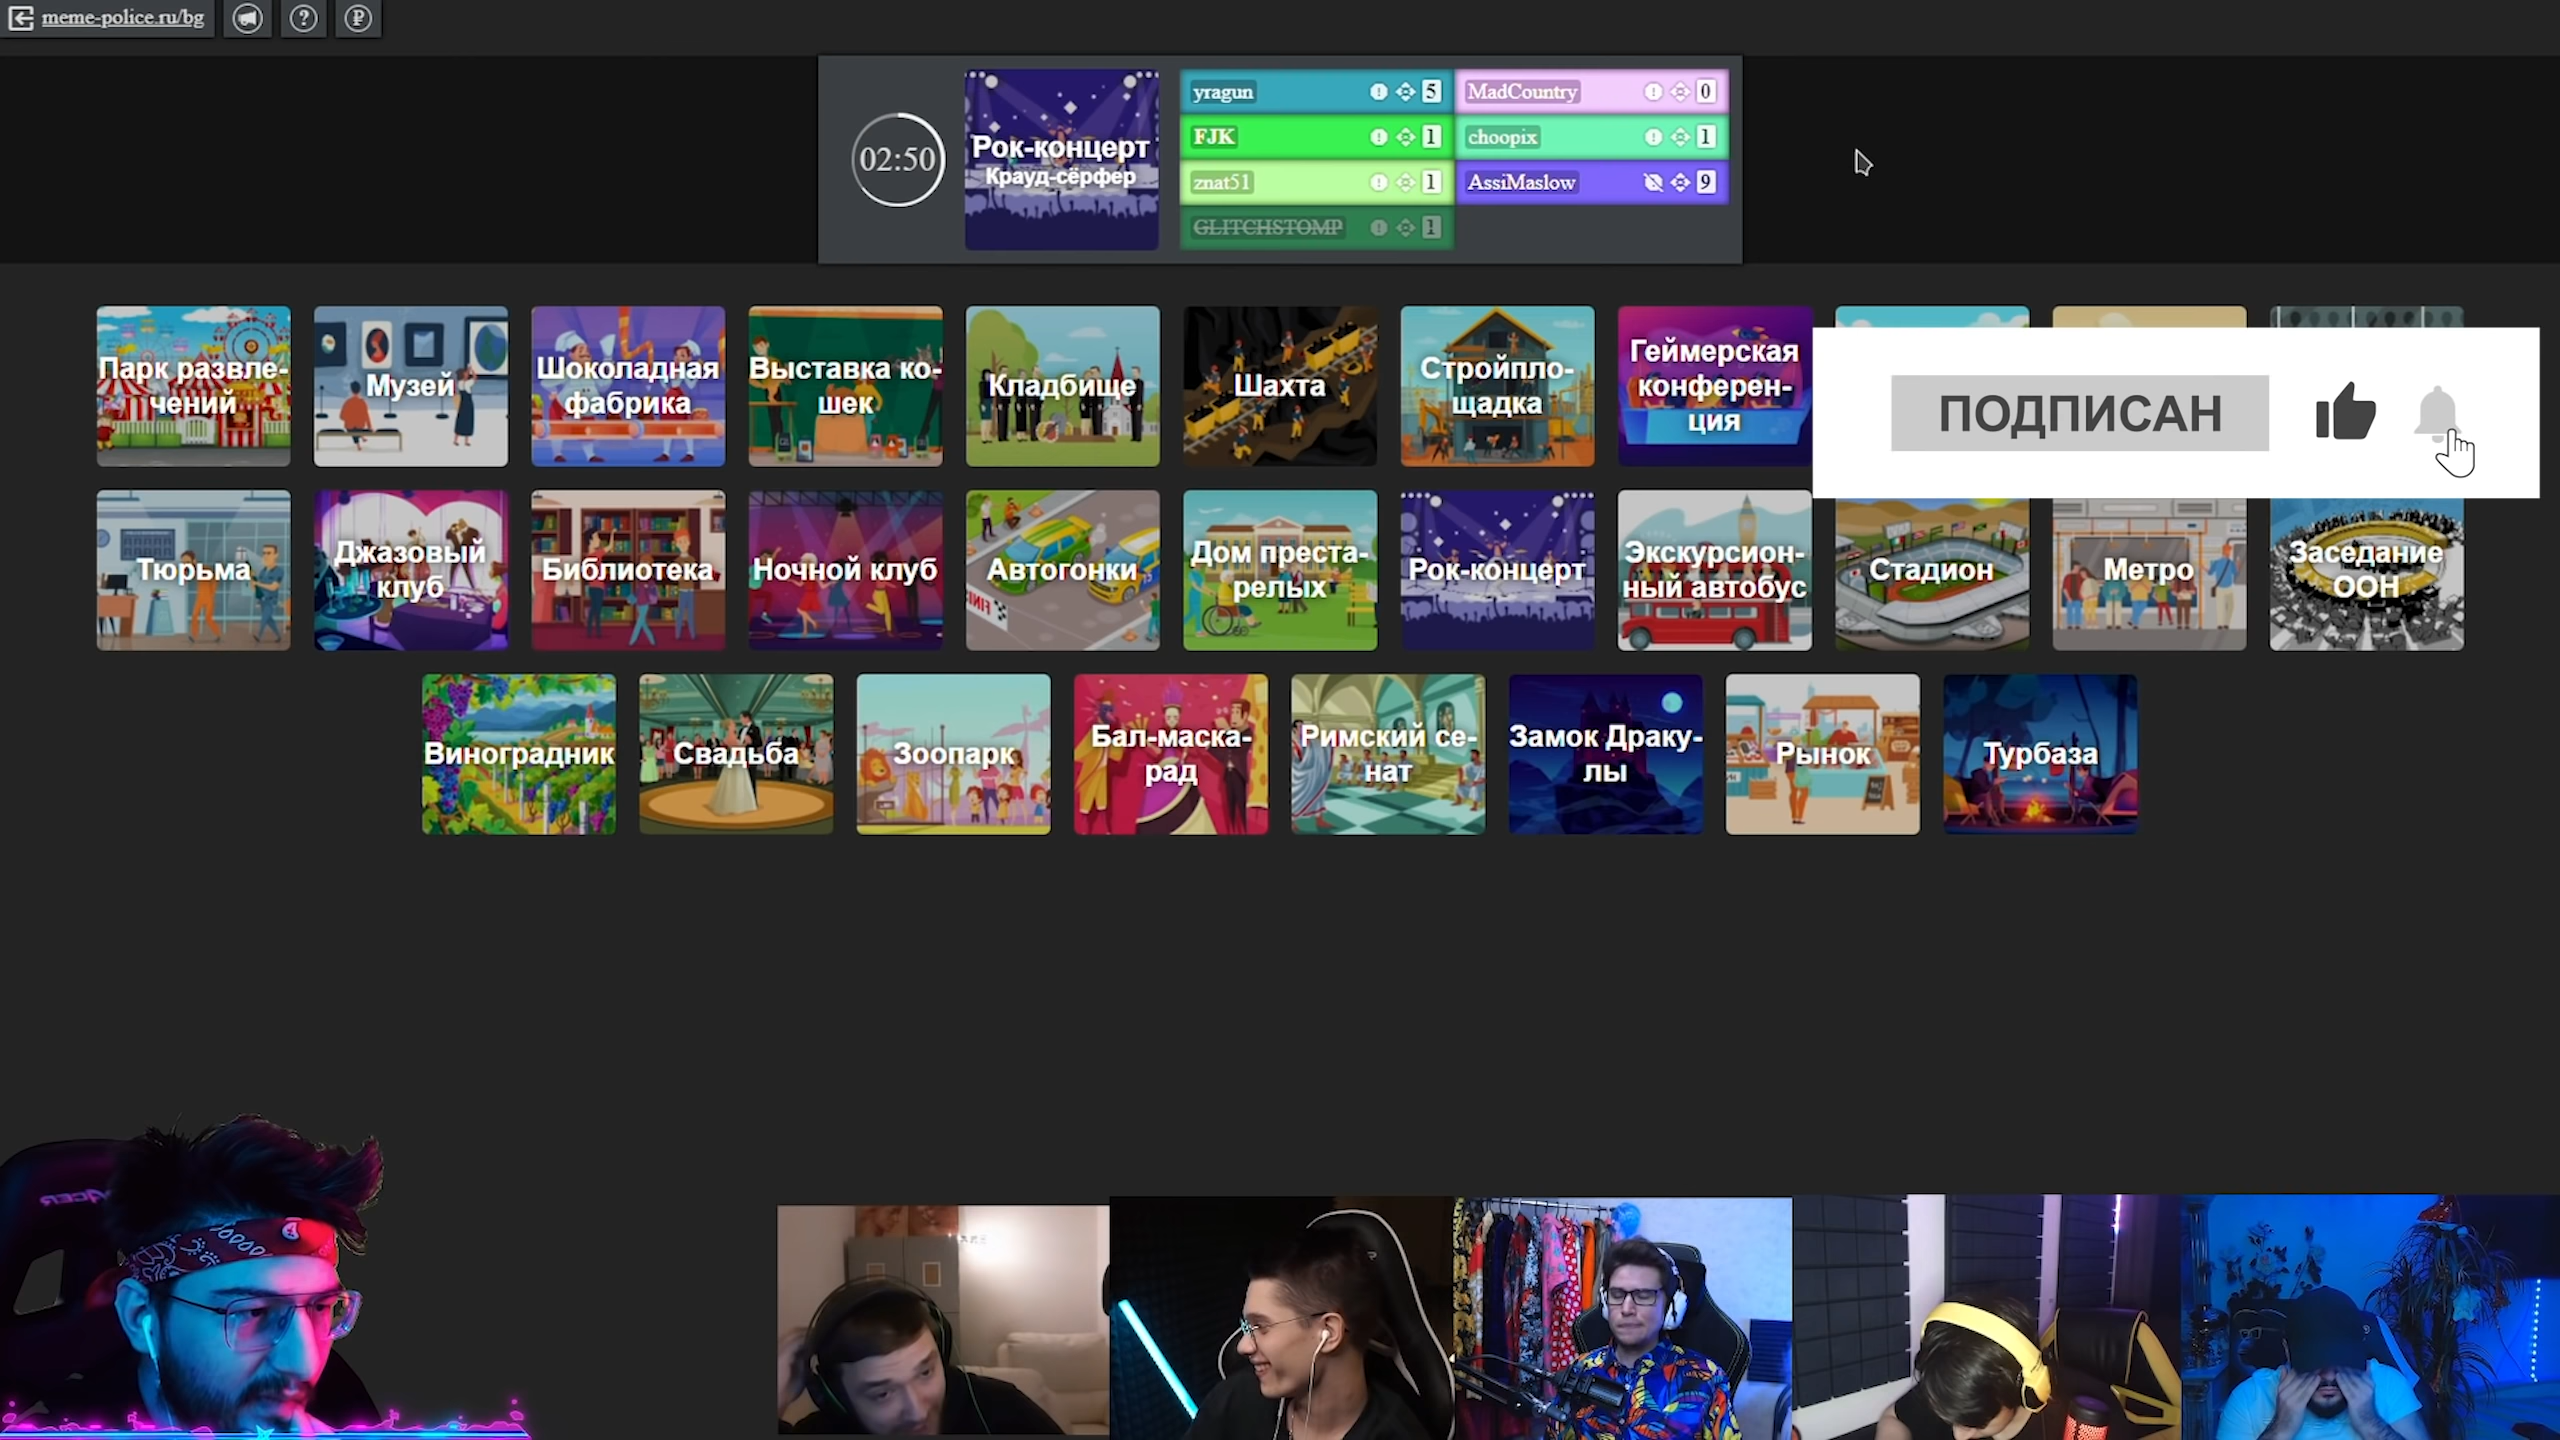 meme-police.ru/bg
?
02:50
Рок-концерт
Крауд-сёрфер
yragun 5
MadCountry 0
FJK 1
choopix 1
znat51 1
AssiMaslow 9
GLITCHSTOMP 1
Парк развле-
чений
Музей
Шоколадная
фабрика
Выставка ко-
шек
Кладбище
Шахта
Стройпло-
щадка
Геймерская
конферен-
ция
ПОДПИСАН
Тюрьма
Джазовый
клуб
Библиотека
Ночной клуб
Автогонки
Дом преста-
релых
Рок-концерт
Экскурсион-
ный автобус
Стадион
Метро
Заседание
ООН
Виноградник
Свадьба
Зоопарк
Бал-маска-
рад
Римский се-
нат
Замок Драку-
лы
Рынок
Турбаза